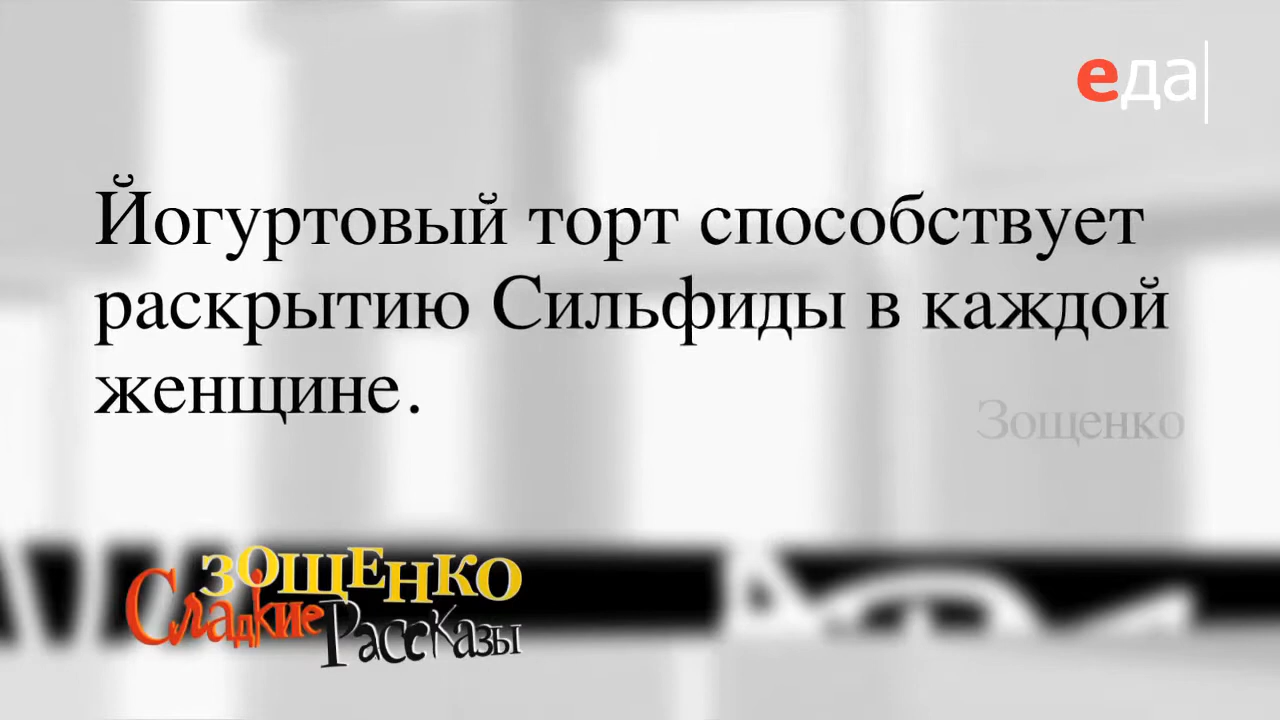 еда
Йогуртовый торт способствует
раскрытию Сильфиды в каждой
женщине.
Зощенко
ЗОЩЕНКО
Сладкие Рассказы